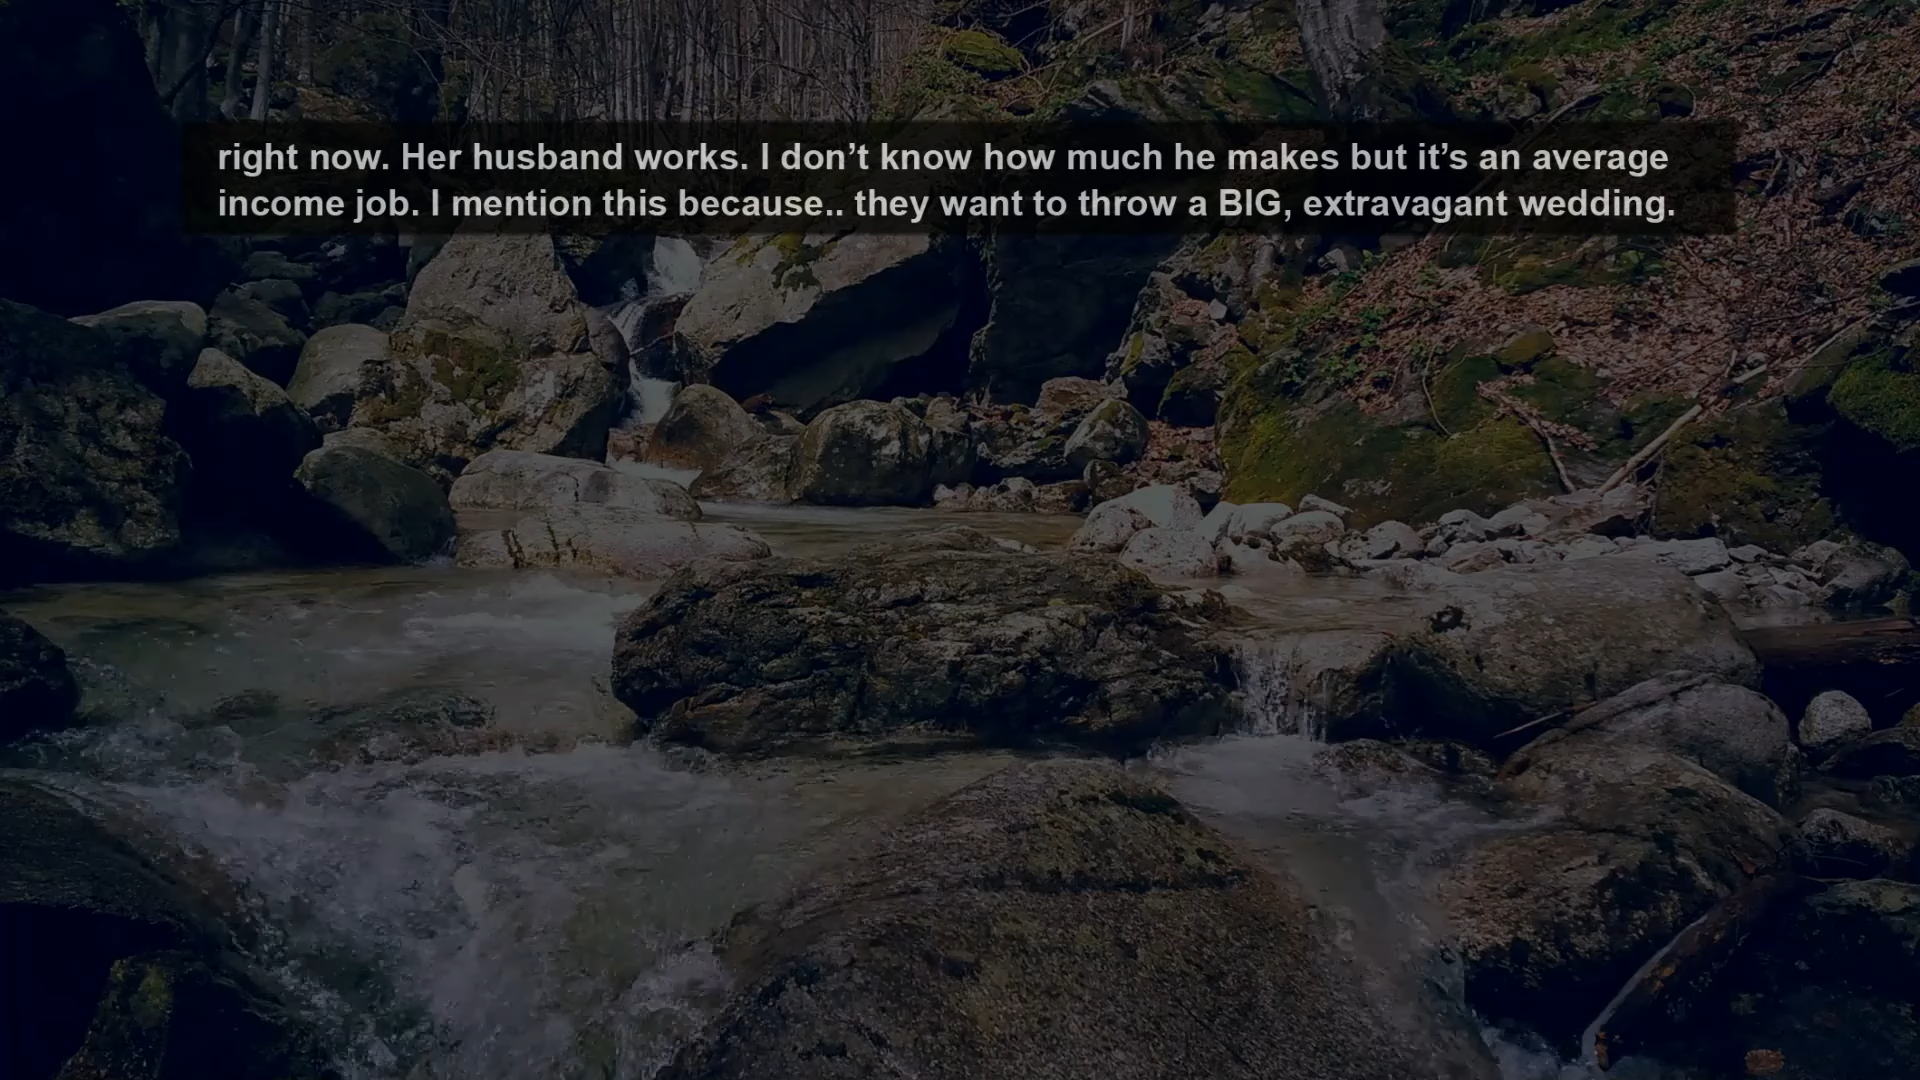 right now. Her husband works. I don’t know how much he makes but it’s an average
income job. I mention this because.. they want to throw a BIG, extravagant wedding.